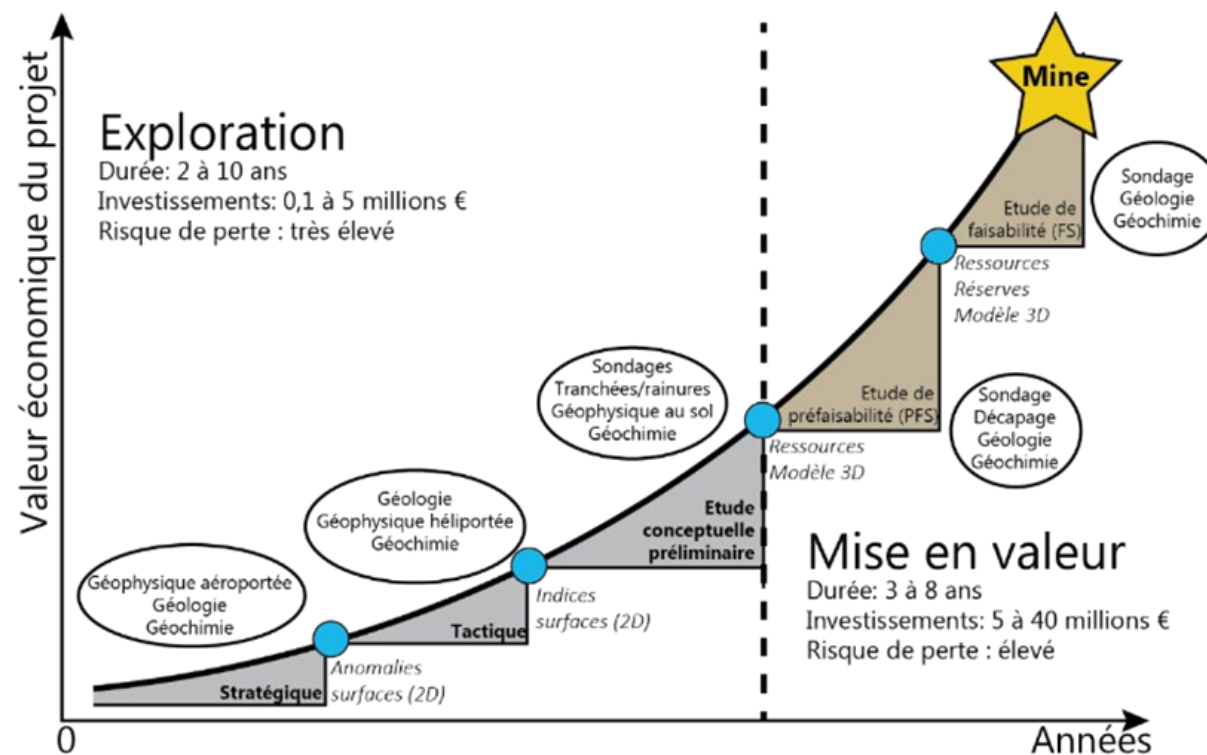 Valeur économique du projet
Exploration
Durée: 2 à 10 ans
Investissements: 0,1 à 5 millions €
Risque de perte : très élevé
Géophysique aéroportée
Géologie
Géochimie
Stratégique
Anomalies
surfaces (2D)
Géologie
Géophysique héliportée
Géochimie
Tactique
Indices
surfaces (2D)
Sondages
Tranchées/rainures
Géophysique au sol
Géochimie
Etude
conceptuelle
préliminaire
Ressources
Modèle 3D
Etude de
préfaisabilité (PFS)
Sondage
Décapage
Géologie
Géochimie
Ressources
Réserves
Modèle 3D
Etude de
faisabilité (FS)
Sondage
Géologie
Géochimie
Mine
Mise en valeur
Durée: 3 à 8 ans
Investissements: 5 à 40 millions €
Risque de perte : élevé
0
Années